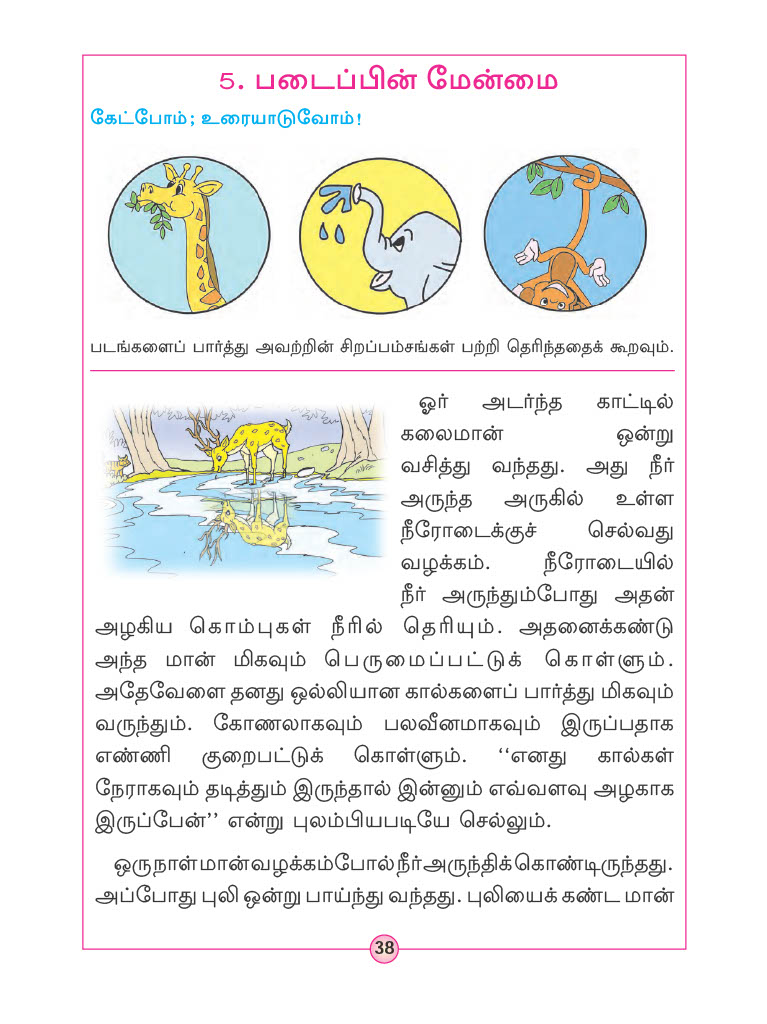 5. படைப்பின் மேன்மை
கேட்போம் ; உரையாடுவோம் !
படங்களைப் பார்த்து அவற்றின் சிறப்பம்சங்கள் பற்றி தெரிந்ததைக் கூறவும்.
ஓர் அடர்ந்த காட்டில்
கலைமான் ஒன்று
வசித்து வந்தது. அது நீர்
அருந்த அருகில் உள்ள
நீரோடைக்குச் செல்வது
வழக்கம். நீரோடையில்
நீர் அருந்தும்போது அதன்
அழகிய கொம்புகள் நீரில் தெரியும். அதனைக்கண்டு
அந்த மான் மிகவும் பெருமைப்பட்டுக் கொள்ளும்.
அதேவேளை தனது ஒல்லியான கால்களைப் பார்த்து மிகவும்
வருந்தும். கோணலாகவும் பலவீனமாகவும் இருப்பதாக
எண்ணி குறைபட்டுக் கொள்ளும். ‘‘எனது கால்கள்
நேராகவும் தடித்தும் இருந்தால் இன்னும் எவ்வளவு அழகாக
இருப்பேன்’’ என்று புலம்பியபடியே செல்லும்.
ஒருநாள் மான் வழக்கம்போல் நீர் அருந்திக் கொண்டிருந்தது.
அப்போது புலி ஒன்று பாய்ந்து வந்தது. புலியைக் கண்ட மான்
38